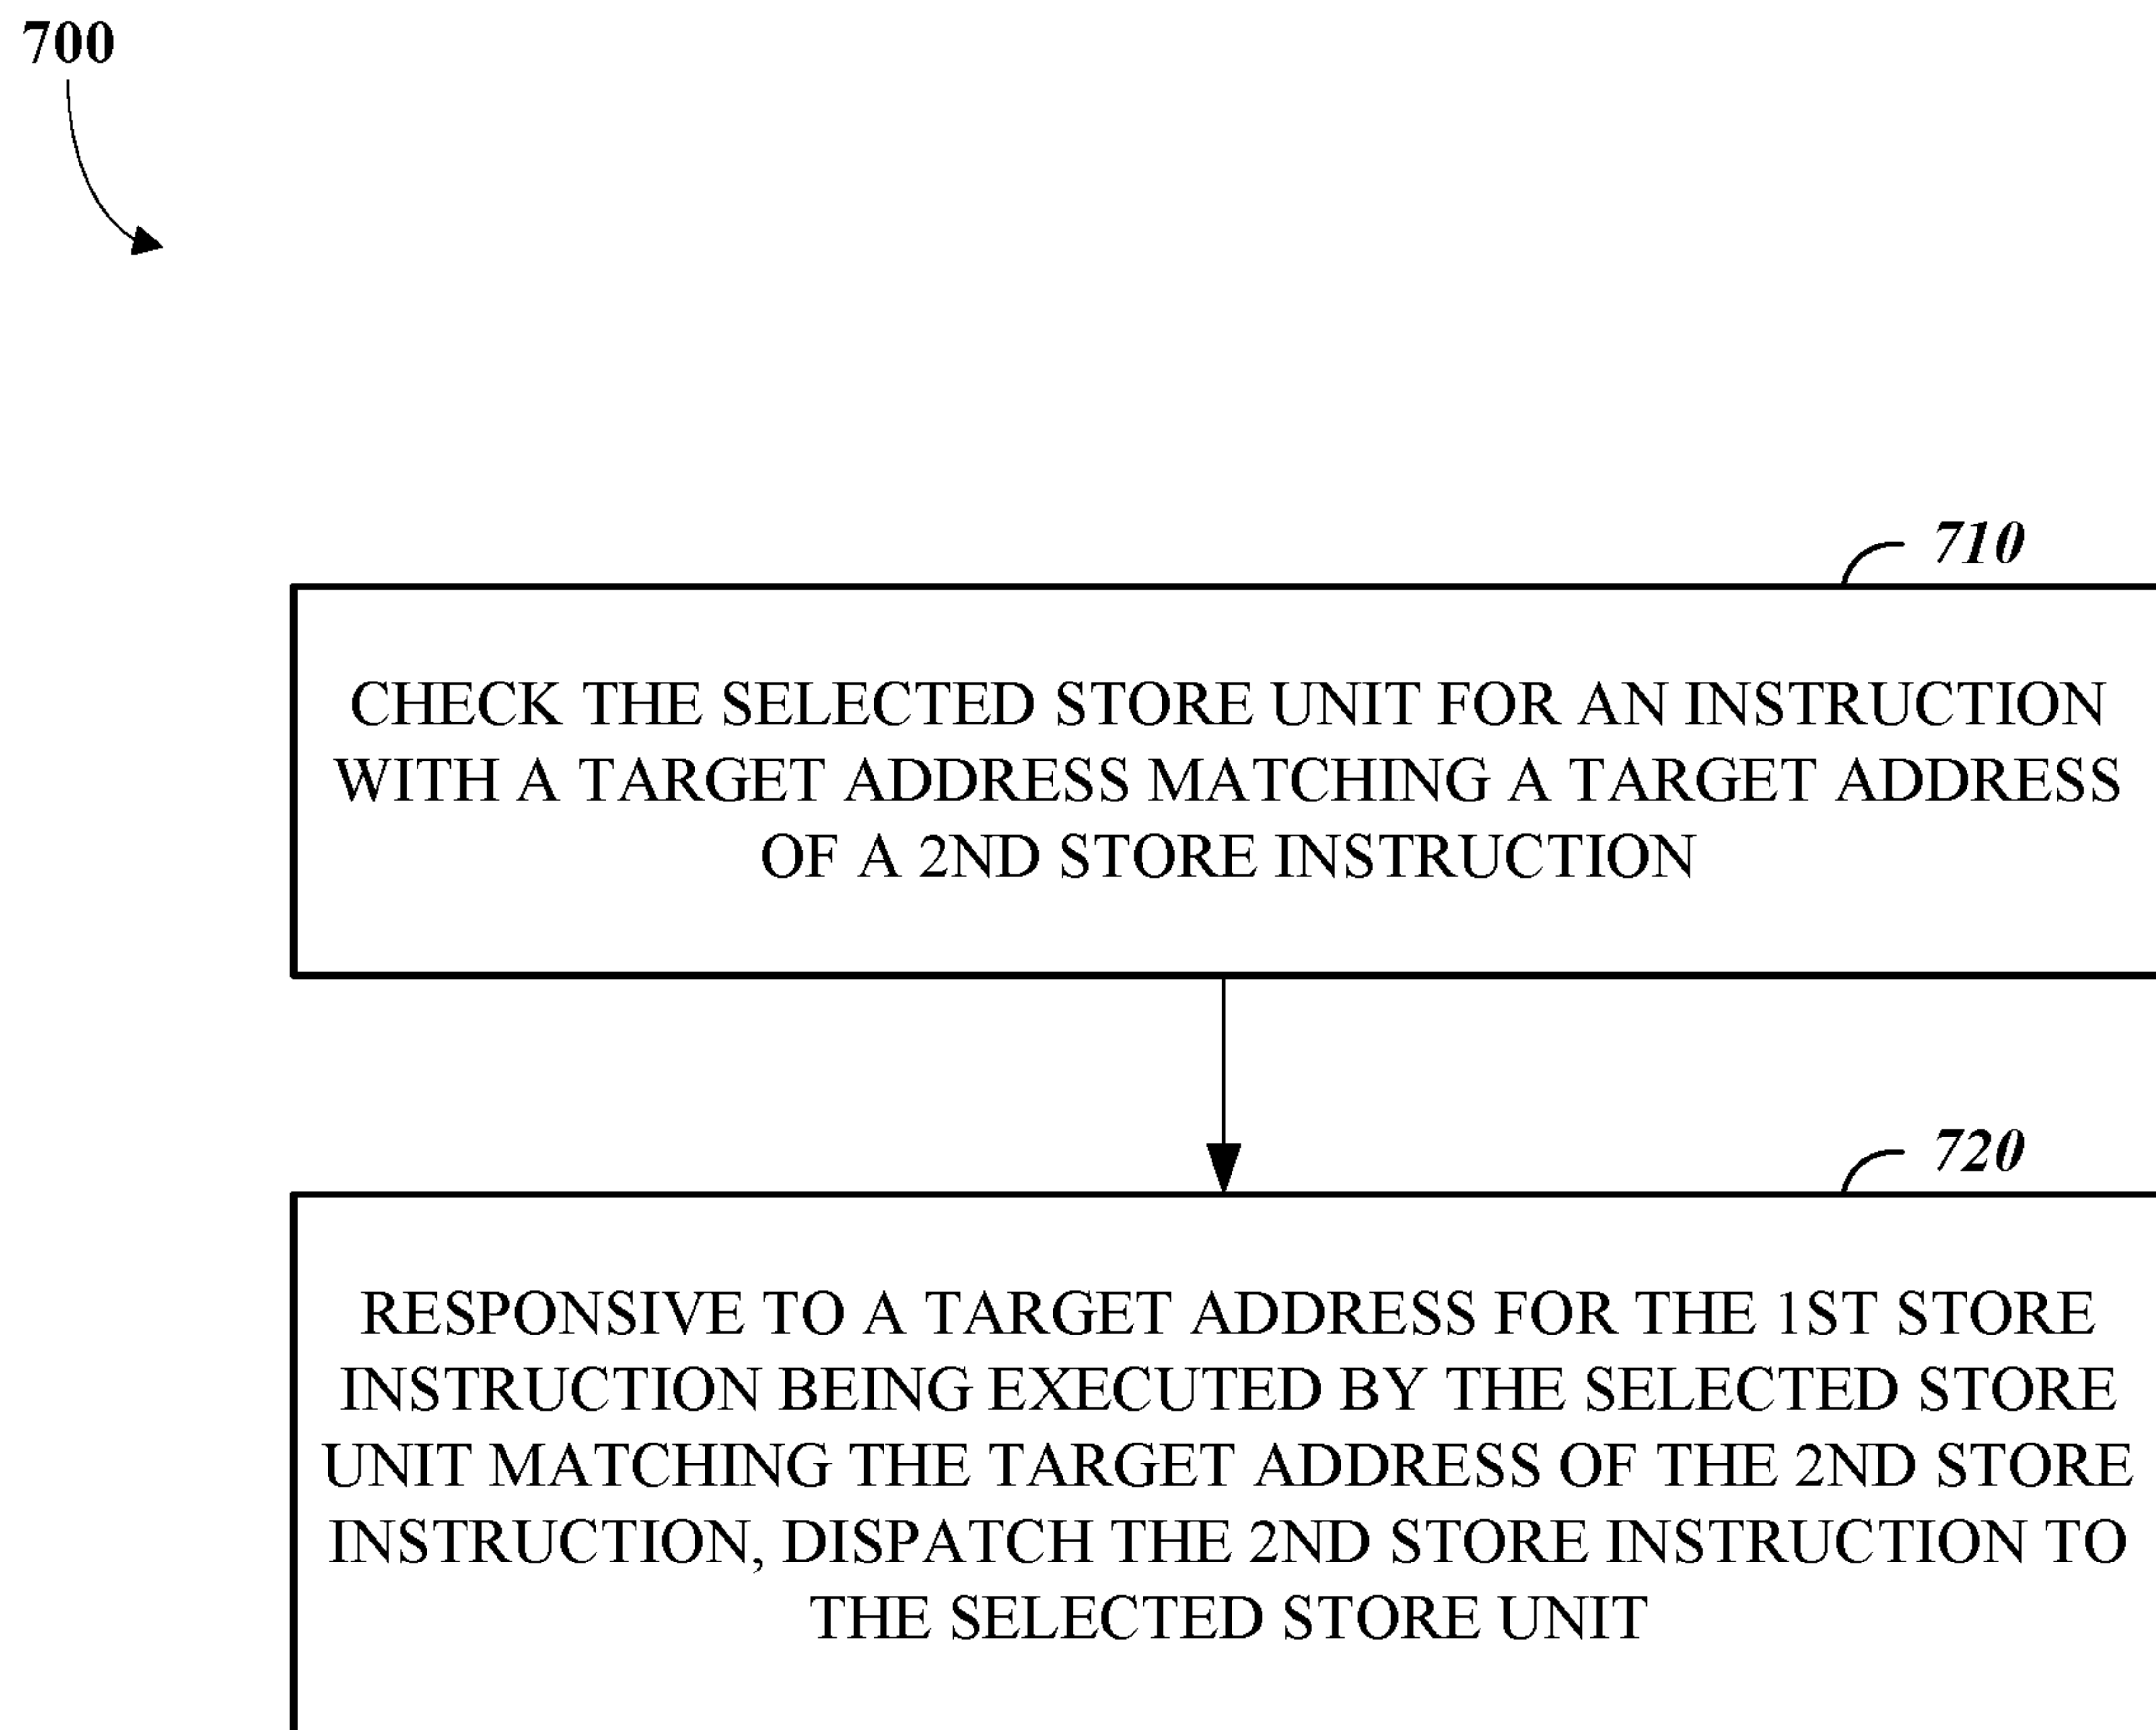 700
710
CHECK THE SELECTED STORE UNIT FOR AN INSTRUCTION
WITH A TARGET ADDRESS MATCHING A TARGET ADDRESS
OF A 2ND STORE INSTRUCTION
720
RESPONSIVE TO A TARGET ADDRESS FOR THE 1ST STORE
INSTRUCTION BEING EXECUTED BY THE SELECTED STORE
UNIT MATCHING THE TARGET ADDRESS OF THE 2ND STORE
INSTRUCTION, DISPATCH THE 2ND STORE INSTRUCTION TO
THE SELECTED STORE UNIT